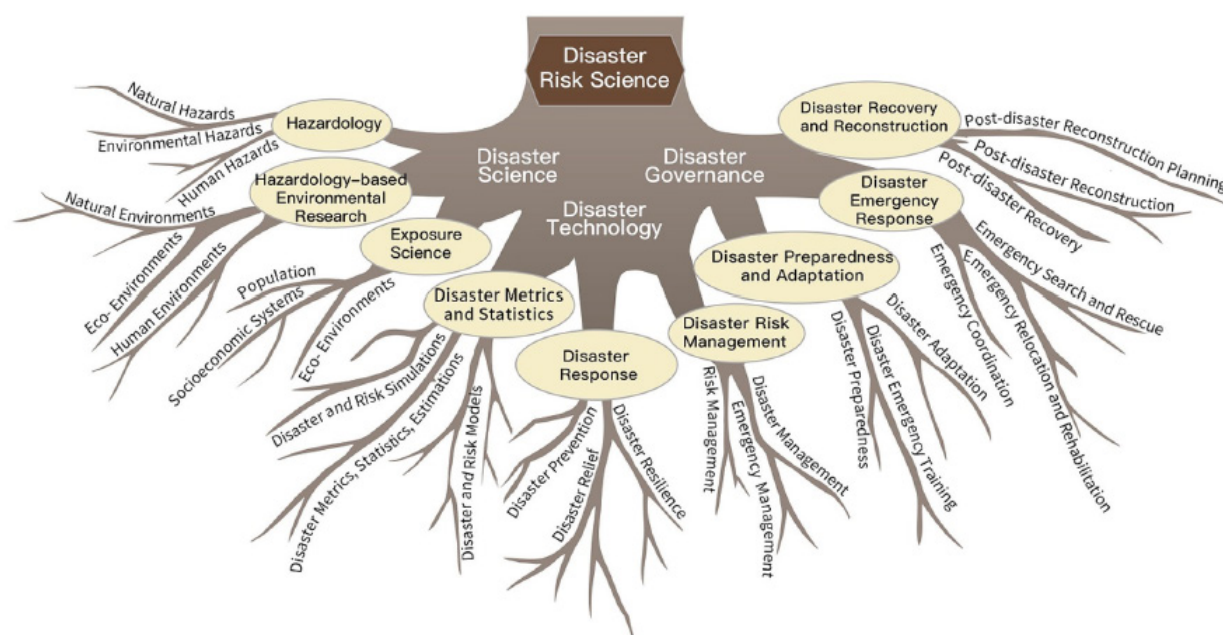 Disaster
Risk Science
Disaster
Science
Disaster
Governance
Disaster
Technology
Hazardology
Natural Hazards
Environmental Hazards
Human Hazards
Hazardology-based
Environmental
Research
Natural Environments
Eco- Environments
Human Environments
Exposure
Science
Population
Socioeconomic Systems
Eco- Environments
Disaster Metrics
and Statistics
Disaster and Risk Simulations
Disaster Metrics, Statistics, Estimations
Disaster and Risk Models
Disaster
Response
Disaster Prevention
Disaster Relief
Disaster Resilience
Disaster Risk
Management
Risk Management
Emergency Management
Disaster Management
Disaster Preparedness
and Adaptation
Disaster Preparedness
Disaster Emergency Training
Disaster Adaptation
Disaster
Emergency
Response
Emergency Coordination
Emergency Relocation and Rehabilitation
Emergency Search and Rescue
Disaster Recovery
and Reconstruction
Post-disaster Recovery
Post-disaster Reconstruction
Post-disaster Reconstruction Planning